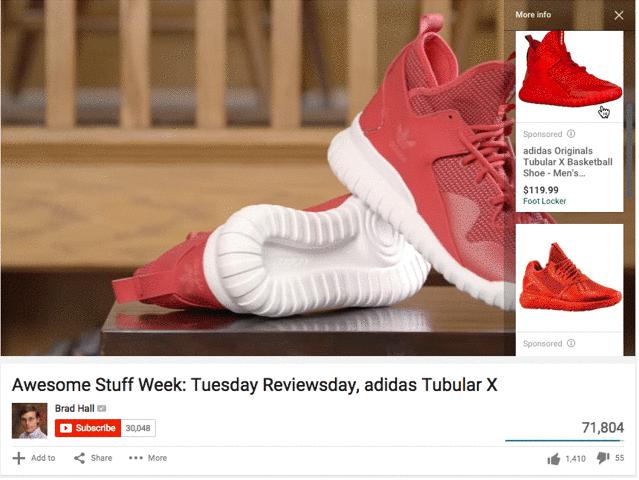 More info
Sponsored
adidas Originals
Tubular X Basketball
Shoe - Men's...
$119.99
Foot Locker
Sponsored
Awesome Stuff Week: Tuesday Reviewsday, adidas Tubular X
Brad Hall
Subscribe 30,048
71,804
Add to Share More 1,410 55